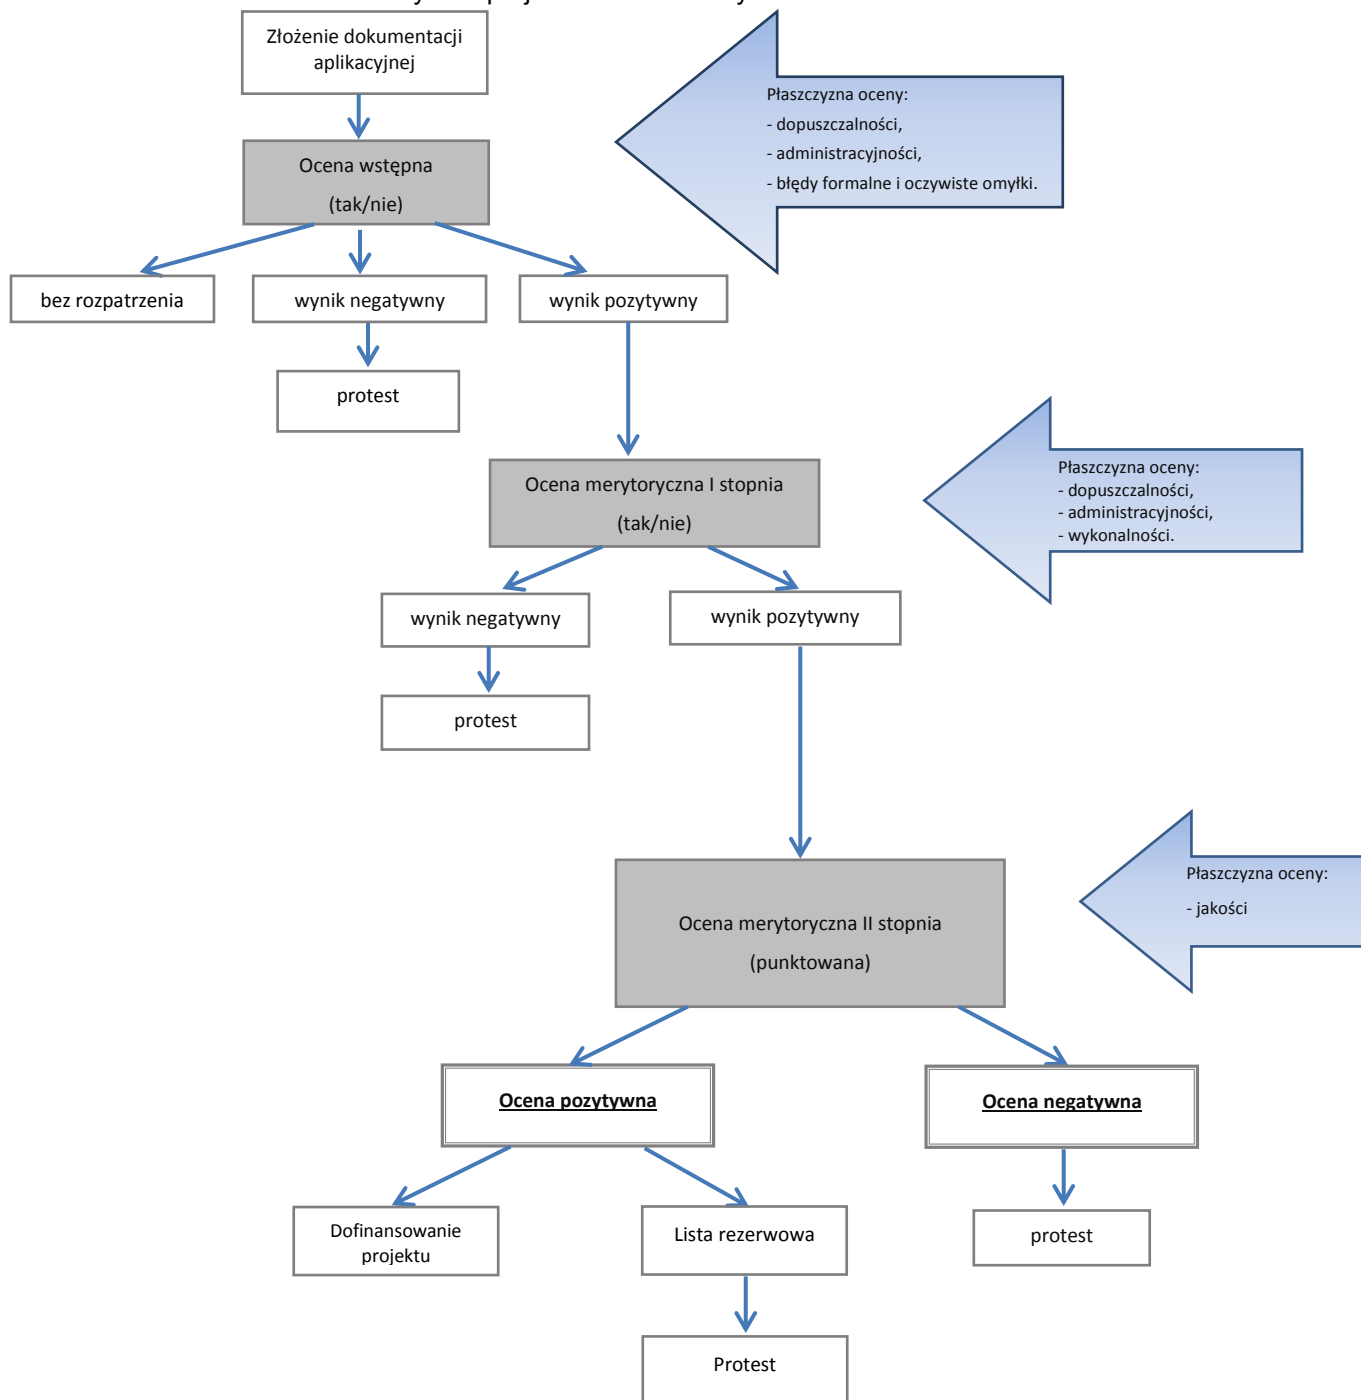 Złożenie dokumentacji
aplikacyjnej
Płaszczyzna oceny:
- dopuszczalności,
- administracyjności,
- błędy formalne i oczywiste omyłki.
Ocena wstępna
(tak/nie)
bez rozpatrzenia
wynik negatywny
wynik pozytywny
protest
Ocena merytoryczna I stopnia
(tak/nie)
Płaszczyzna oceny:
- dopuszczalności,
- administracyjności,
- wykonalności.
wynik negatywny
wynik pozytywny
protest
Ocena merytoryczna II stopnia
(punktowana)
Płaszczyzna oceny:
- jakości
Ocena pozytywna
Ocena negatywna
Dofinansowanie
projektu
Lista rezerwowa
protest
Protest